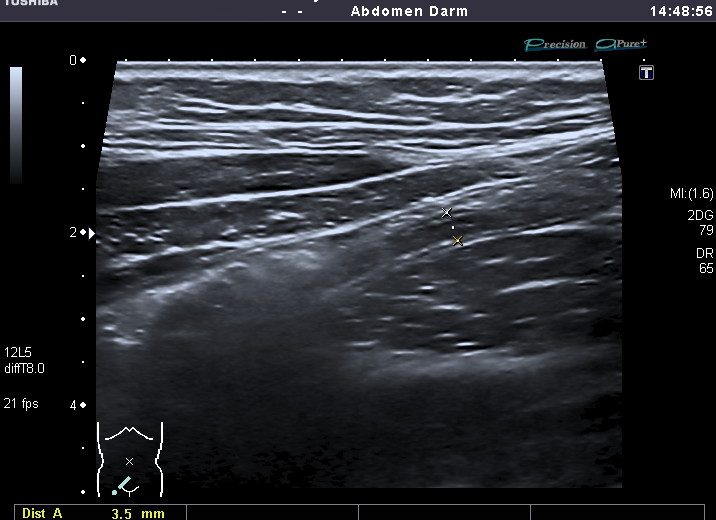 TOSHIBA
- - Abdomen Darm 14:48:56
Precision APure+
0
T
MI:(1.6)
2DG
79
DR
65
2
12L5
diffT8.0
21 fps
4
Dist A 3.5 mm